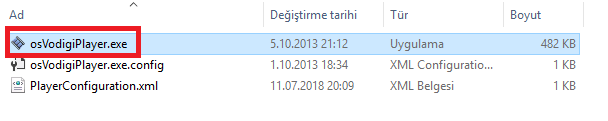 Ad Değiştirme tarihi Tür Boyut
osVodigiPlayer.exe 5.10.2013 21:12 Uygulama 482 KB
osVodigiPlayer.exe.config 1.10.2013 18:34 XML Configuratio... 1 KB
PlayerConfiguration.xml 11.07.2018 20:09 XML Belgesi 1 KB